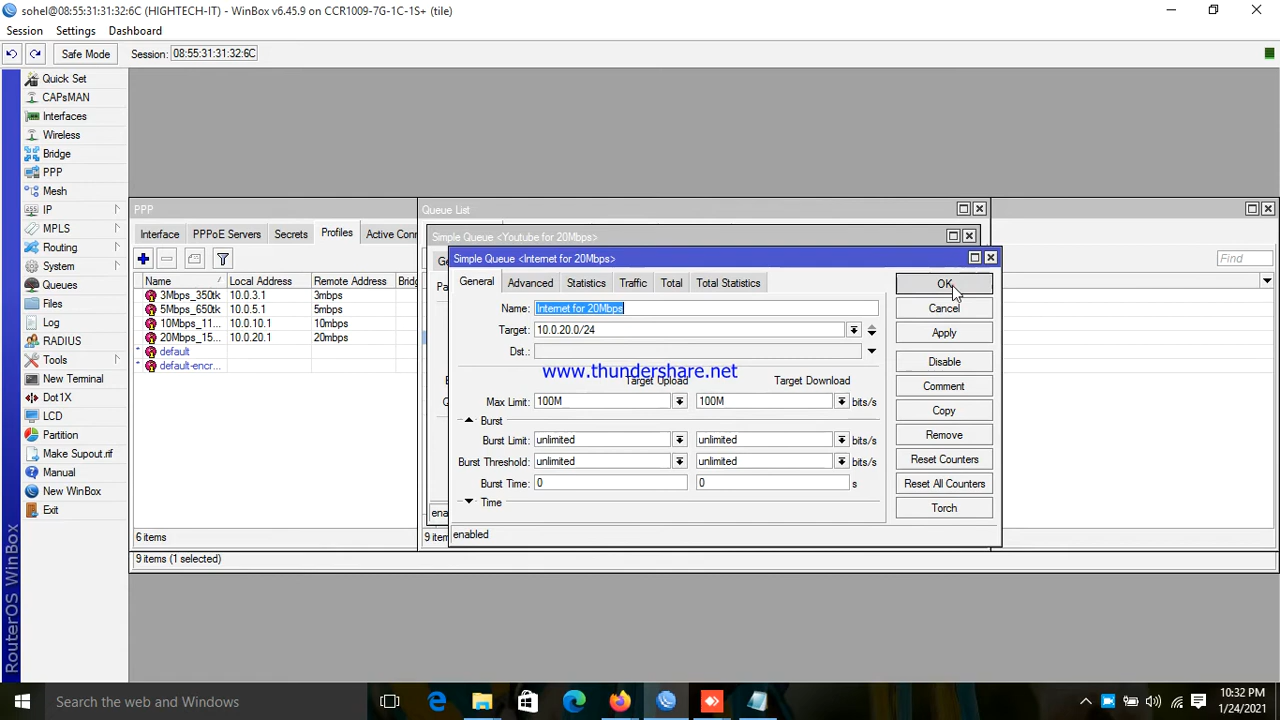 sohel@08:55:31:31:32:6C (HIGHTECH-IT) - WinBox v6.45.9 on CCR1009-7G-1C-1S+ (tile)
Session Settings Dashboard
Safe Mode Session: 08:55:31:31:32:6C
Quick Set
CAPsMAN
Interfaces
Wireless
Bridge
PPP
Mesh
IP
MPLS
Routing
System
Queues
Files
Log
RADIUS
Tools
New Terminal
Dot1X
LCD
Partition
Make Supout.rif
Manual
New WinBox
Exit
RouterOS WinBox
PPP
Interface PPPoE Servers Secrets Profiles Active Conr
Name Local Address Remote Address Bridg
3Mbps_350tk 10.0.3.1 3mbps
5Mbps_650tk 10.0.5.1 5mbps
10Mbps_11... 10.0.10.1 10mbps
20Mbps_15... 10.0.20.1 20mbps
* default
* default-encr...
6 items
9 items (1 selected)
Queue List
Simple Queue <Youtube for 20Mbps>
Find
Simple Queue <Internet for 20Mbps>
General Advanced Statistics Traffic Total Total Statistics
Name: Internet for 20Mbps
Target: 10.0.20.0/24
Dst.:
www.thundershare.net
Target Upload Target Download
Max Limit: 100M 100M bits/s
Burst
Burst Limit: unlimited unlimited bits/s
Burst Threshold: unlimited unlimited bits/s
Burst Time: 0 0 s
Time
enabled
OK
Cancel
Apply
Disable
Comment
Copy
Remove
Reset Counters
Reset All Counters
Torch
Search the web and Windows
10:32 PM
1/24/2021